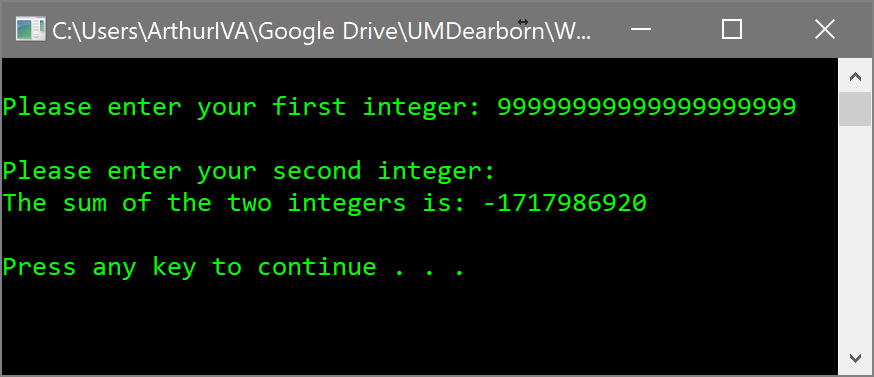 C:\Users\ArthurIVA\Google Drive\UMDearborn\W...
Please enter your first integer: 99999999999999999999
Please enter your second integer:
The sum of the two integers is: -1717986920
Press any key to continue . . .